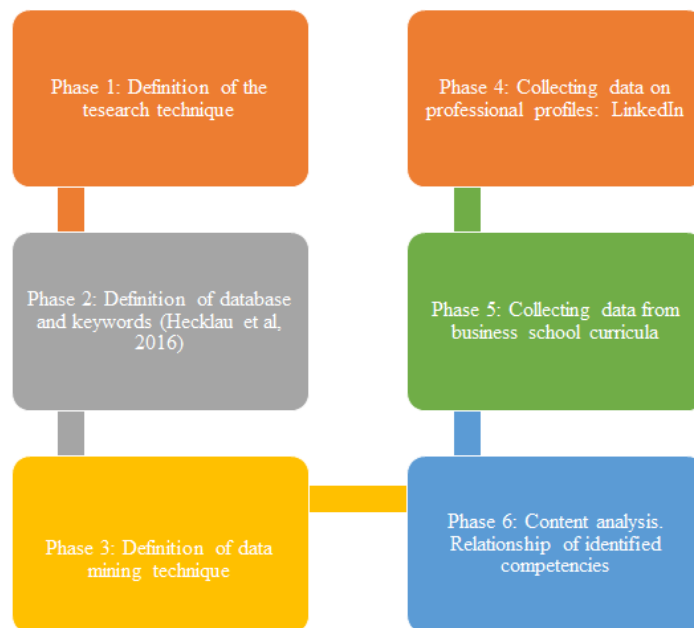 Phase 1: Definition of the
tesearch technique
Phase 2: Definition of database
and keywords (Hecklau et al,
2016)
Phase 3: Definition of data
mining technique
Phase 4: Collecting data on
professional profiles: LinkedIn
Phase 5: Collecting data from
business school curricula
Phase 6: Content analysis.
Relationship of identified
competencies